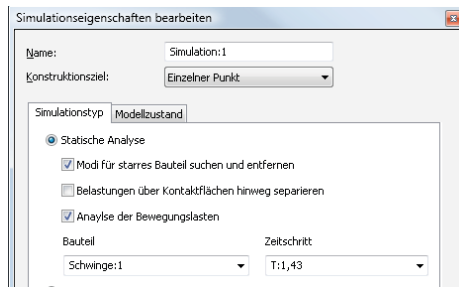 Simulationseigenschaften bearbeiten
Name: Simulation:1
Konstruktionsziel: Einzelner Punkt
Simulationstyp Modellzustand
Statische Analyse
Modi für starres Bauteil suchen und entfernen
Belastungen über Kontaktflächen hinweg separieren
Anaylse der Bewegungslasten
Bauteil Zeitschritt
Schwinge:1 T:1,43